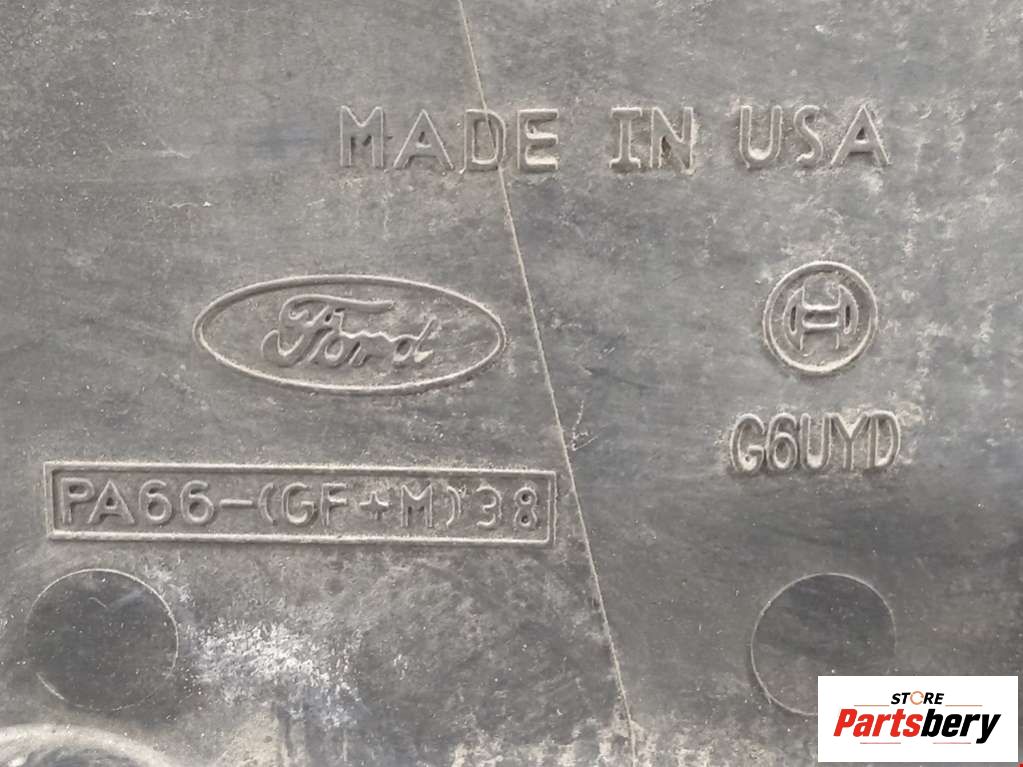 MADE IN USA
Ford
G6UYD
PA66-(GF+M)38
STORE
Partsbery